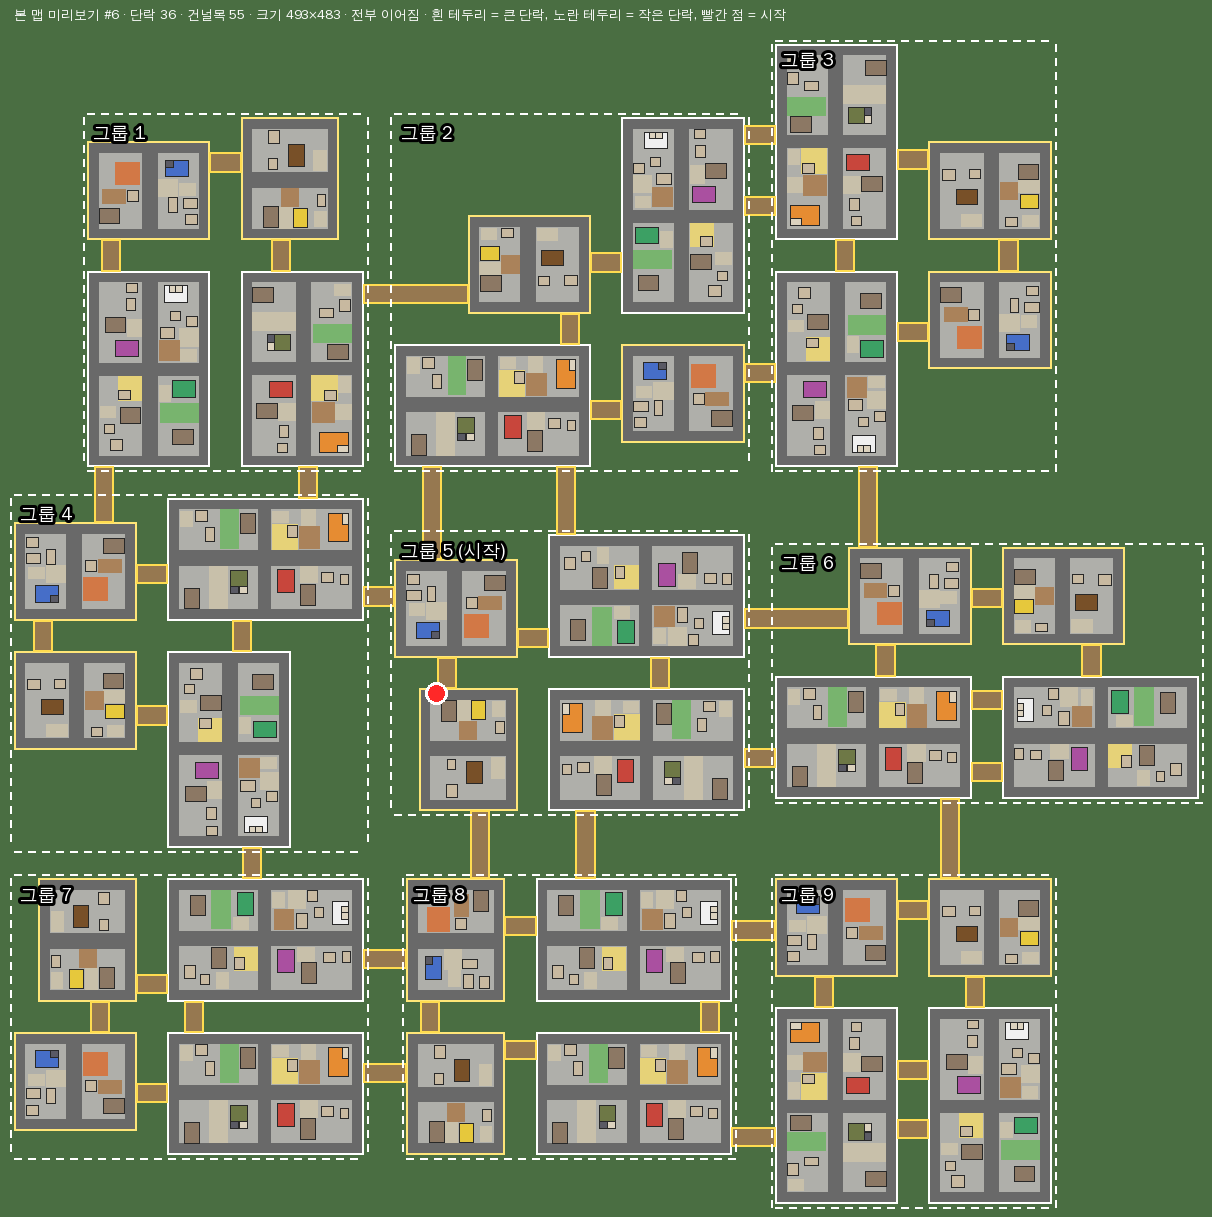 본 맵 미리보기 #6 · 단락 36 · 건널목 55 · 크기 493×483 · 전부 이어짐 · 흰 테두리 = 큰 단락, 노란 테두리 = 작은 단락, 빨간 점 = 시작
그룹 3
그룹 1
그룹 2
그룹 4
그룹 5 (시작)
그룹 6
그룹 7
그룹 8
그룹 9